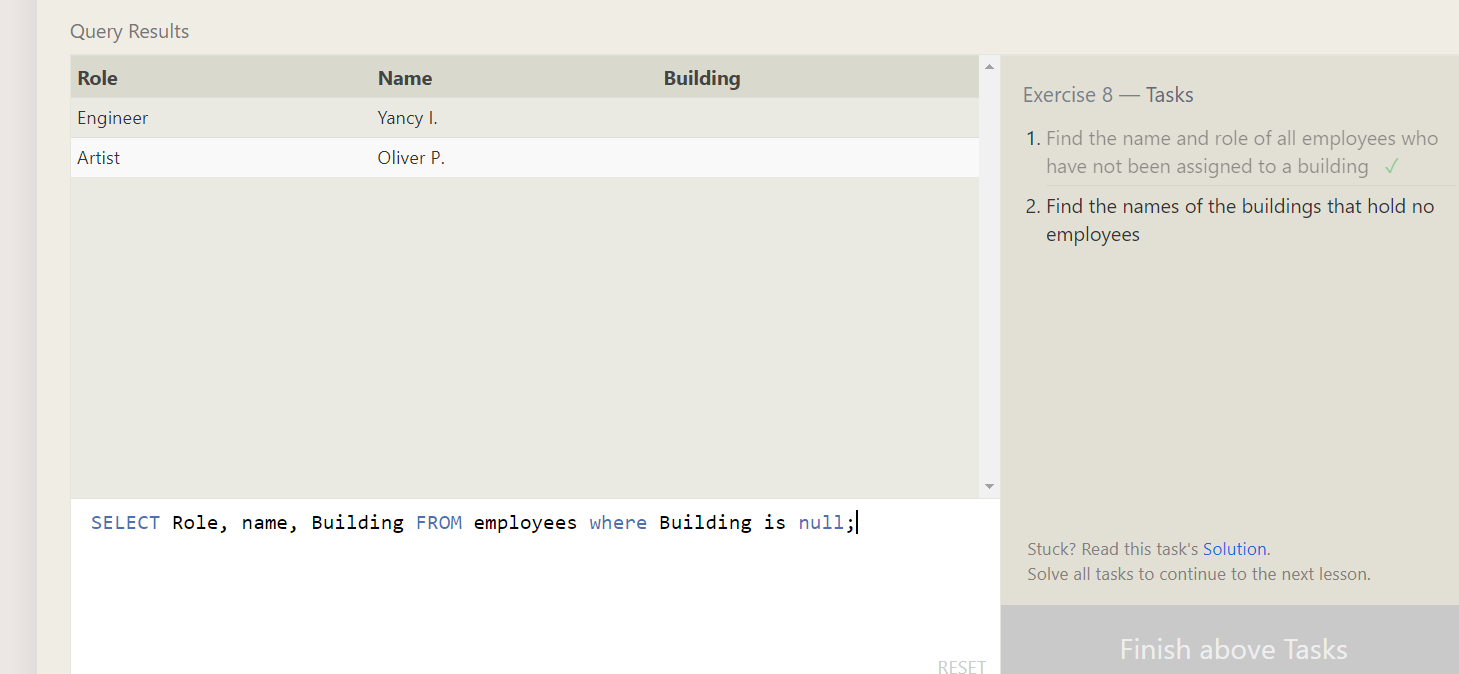 Query Results
Role Name Building
Engineer Yancy I.
Artist Oliver P.
SELECT Role, name, Building FROM employees where Building is null;
RESET
Exercise 8 — Tasks
1. Find the name and role of all employees who
have not been assigned to a building ✓
2. Find the names of the buildings that hold no
employees
Stuck? Read this task's Solution.
Solve all tasks to continue to the next lesson.
Finish above Tasks